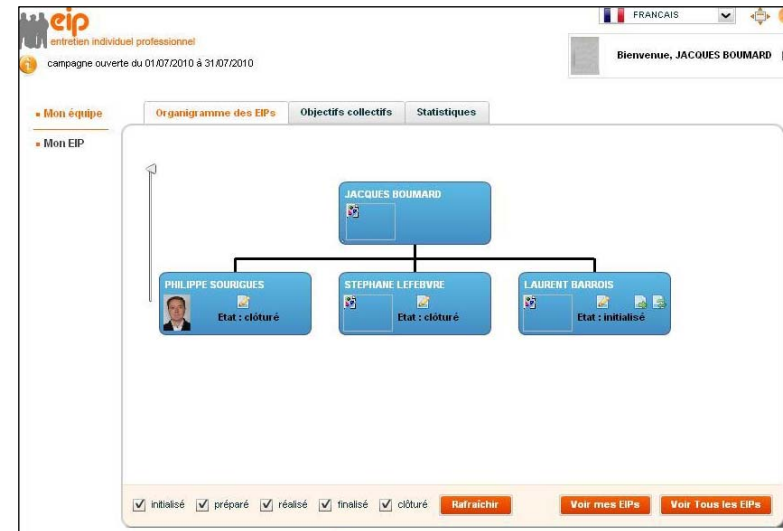 eip
entretien individuel professionnel
campagne ouverte du 01/07/2010 à 31/07/2010
FRANCAIS
Bienvenue, JACQUES BOUMARD
Mon équipe
Mon EIP
Organigramme des EIPs
Objectifs collectifs
Statistiques
JACQUES BOUMARD
PHILIPPE SOURIGUES
Etat : clôturé
STEPHANE LEFEBVRE
Etat : clôturé
LAURENT BARROIS
Etat : initialisé
initialisé préparé réalisé finalisé clôturé Rafraîchir Voir mes EIPs Voir Tous les EIPs